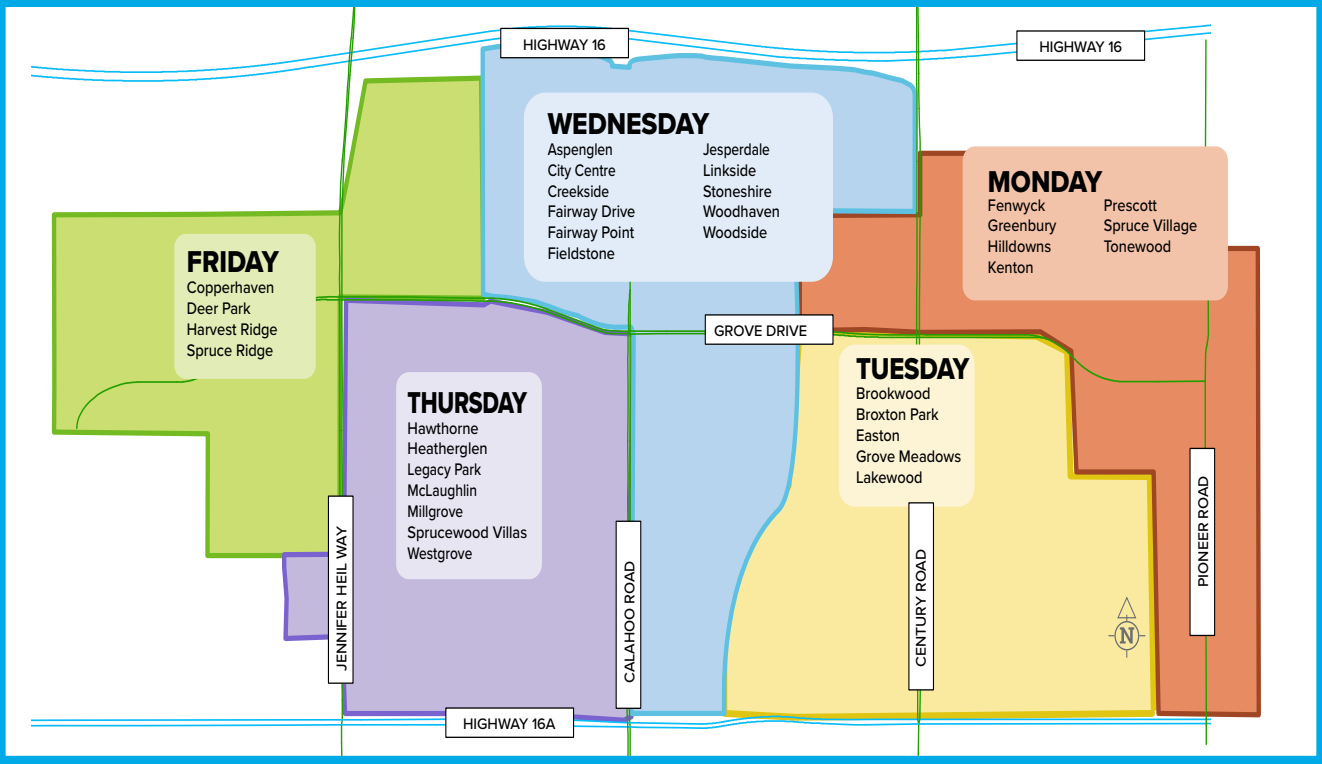 HIGHWAY 16
HIGHWAY 16
WEDNESDAY
Aspenglen
City Centre
Creekside
Fairway Drive
Fairway Point
Fieldstone
Jesperdale
Linkside
Stoneshire
Woodhaven
Woodside
MONDAY
Fenwyck
Greenbury
Hilldowns
Kenton
Prescott
Spruce Village
Tonewood
FRIDAY
Copperhaven
Deer Park
Harvest Ridge
Spruce Ridge
GROVE DRIVE
THURSDAY
Hawthorne
Heatherglen
Legacy Park
McLaughlin
Millgrove
Sprucewood Villas
Westgrove
TUESDAY
Brookwood
Broxton Park
Easton
Grove Meadows
Lakewood
JENNIFER HEIL WAY
CALAHOO ROAD
CENTURY ROAD
PIONEER ROAD
N
HIGHWAY 16A